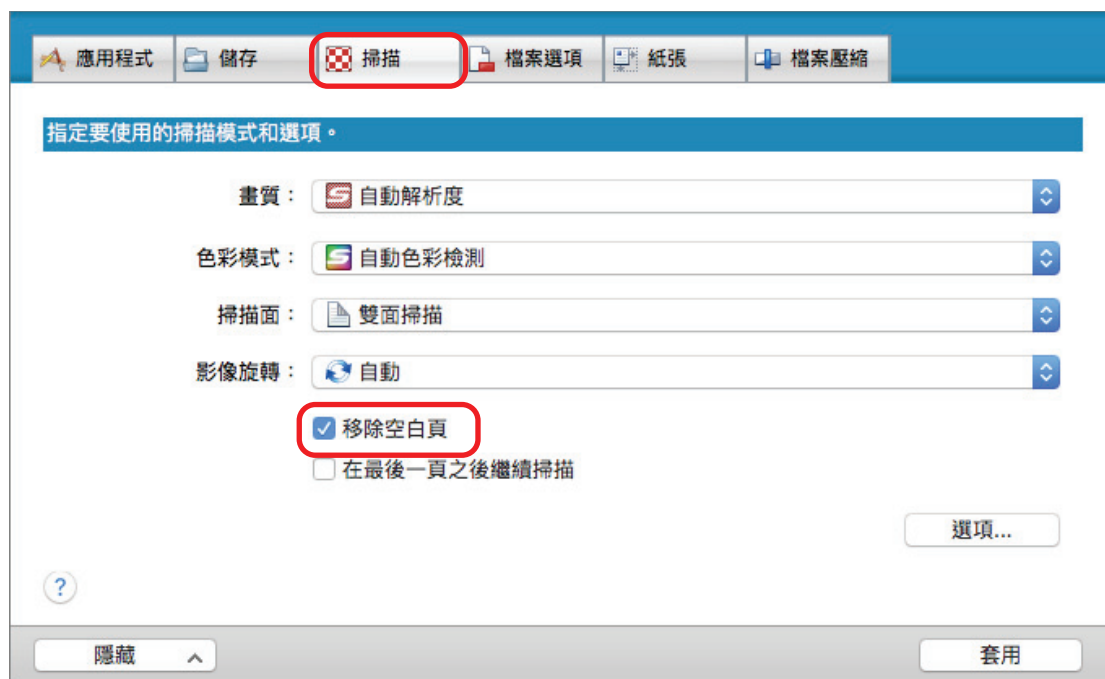 應用程式 儲存 掃描 檔案選項 紙張 檔案壓縮
指定要使用的掃描模式和選項。
畫質： 自動解析度
色彩模式： 自動色彩檢測
掃描面： 雙面掃描
影像旋轉： 自動
移除空白頁
在最後一頁之後繼續掃描
選項...
?
隱藏 套用